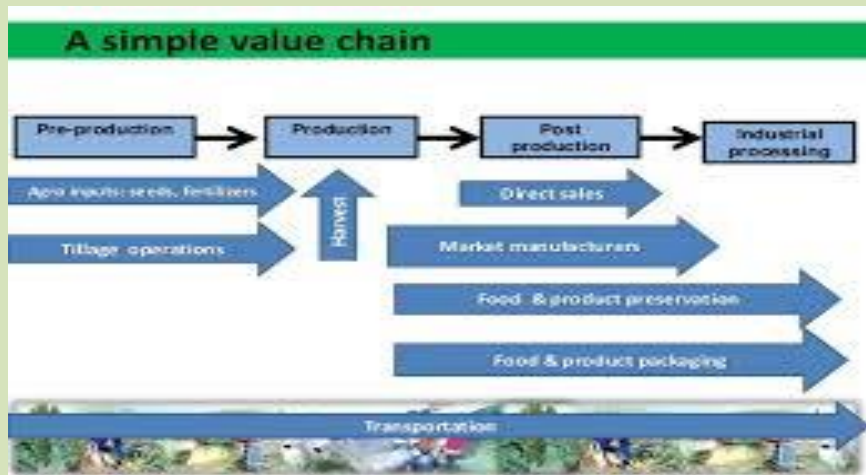 A simple value chain
Pre-production
Production
Post
production
Industrial
processing
Agro inputs: seeds, fertilizers
Harvest
Direct sales
Tillage operations
Market manufacturers
Food & product preservation
Food & product packaging
Transportation